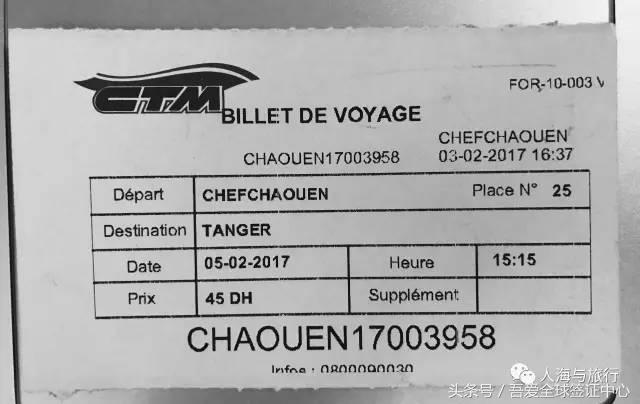 FOR-10-003 V
CTM
BILLET DE VOYAGE
CHEFCHAOUEN
CHAOUEN17003958 03-02-2017 16:37
Départ CHEFCHAOUEN Place N° 25
Destination TANGER
Date 05-02-2017 Heure 15:15
Prix 45 DH Supplément
CHAOUEN17003958
Infos : 0800090030
人海与旅行
头条号 / 吾爱全球签证中心